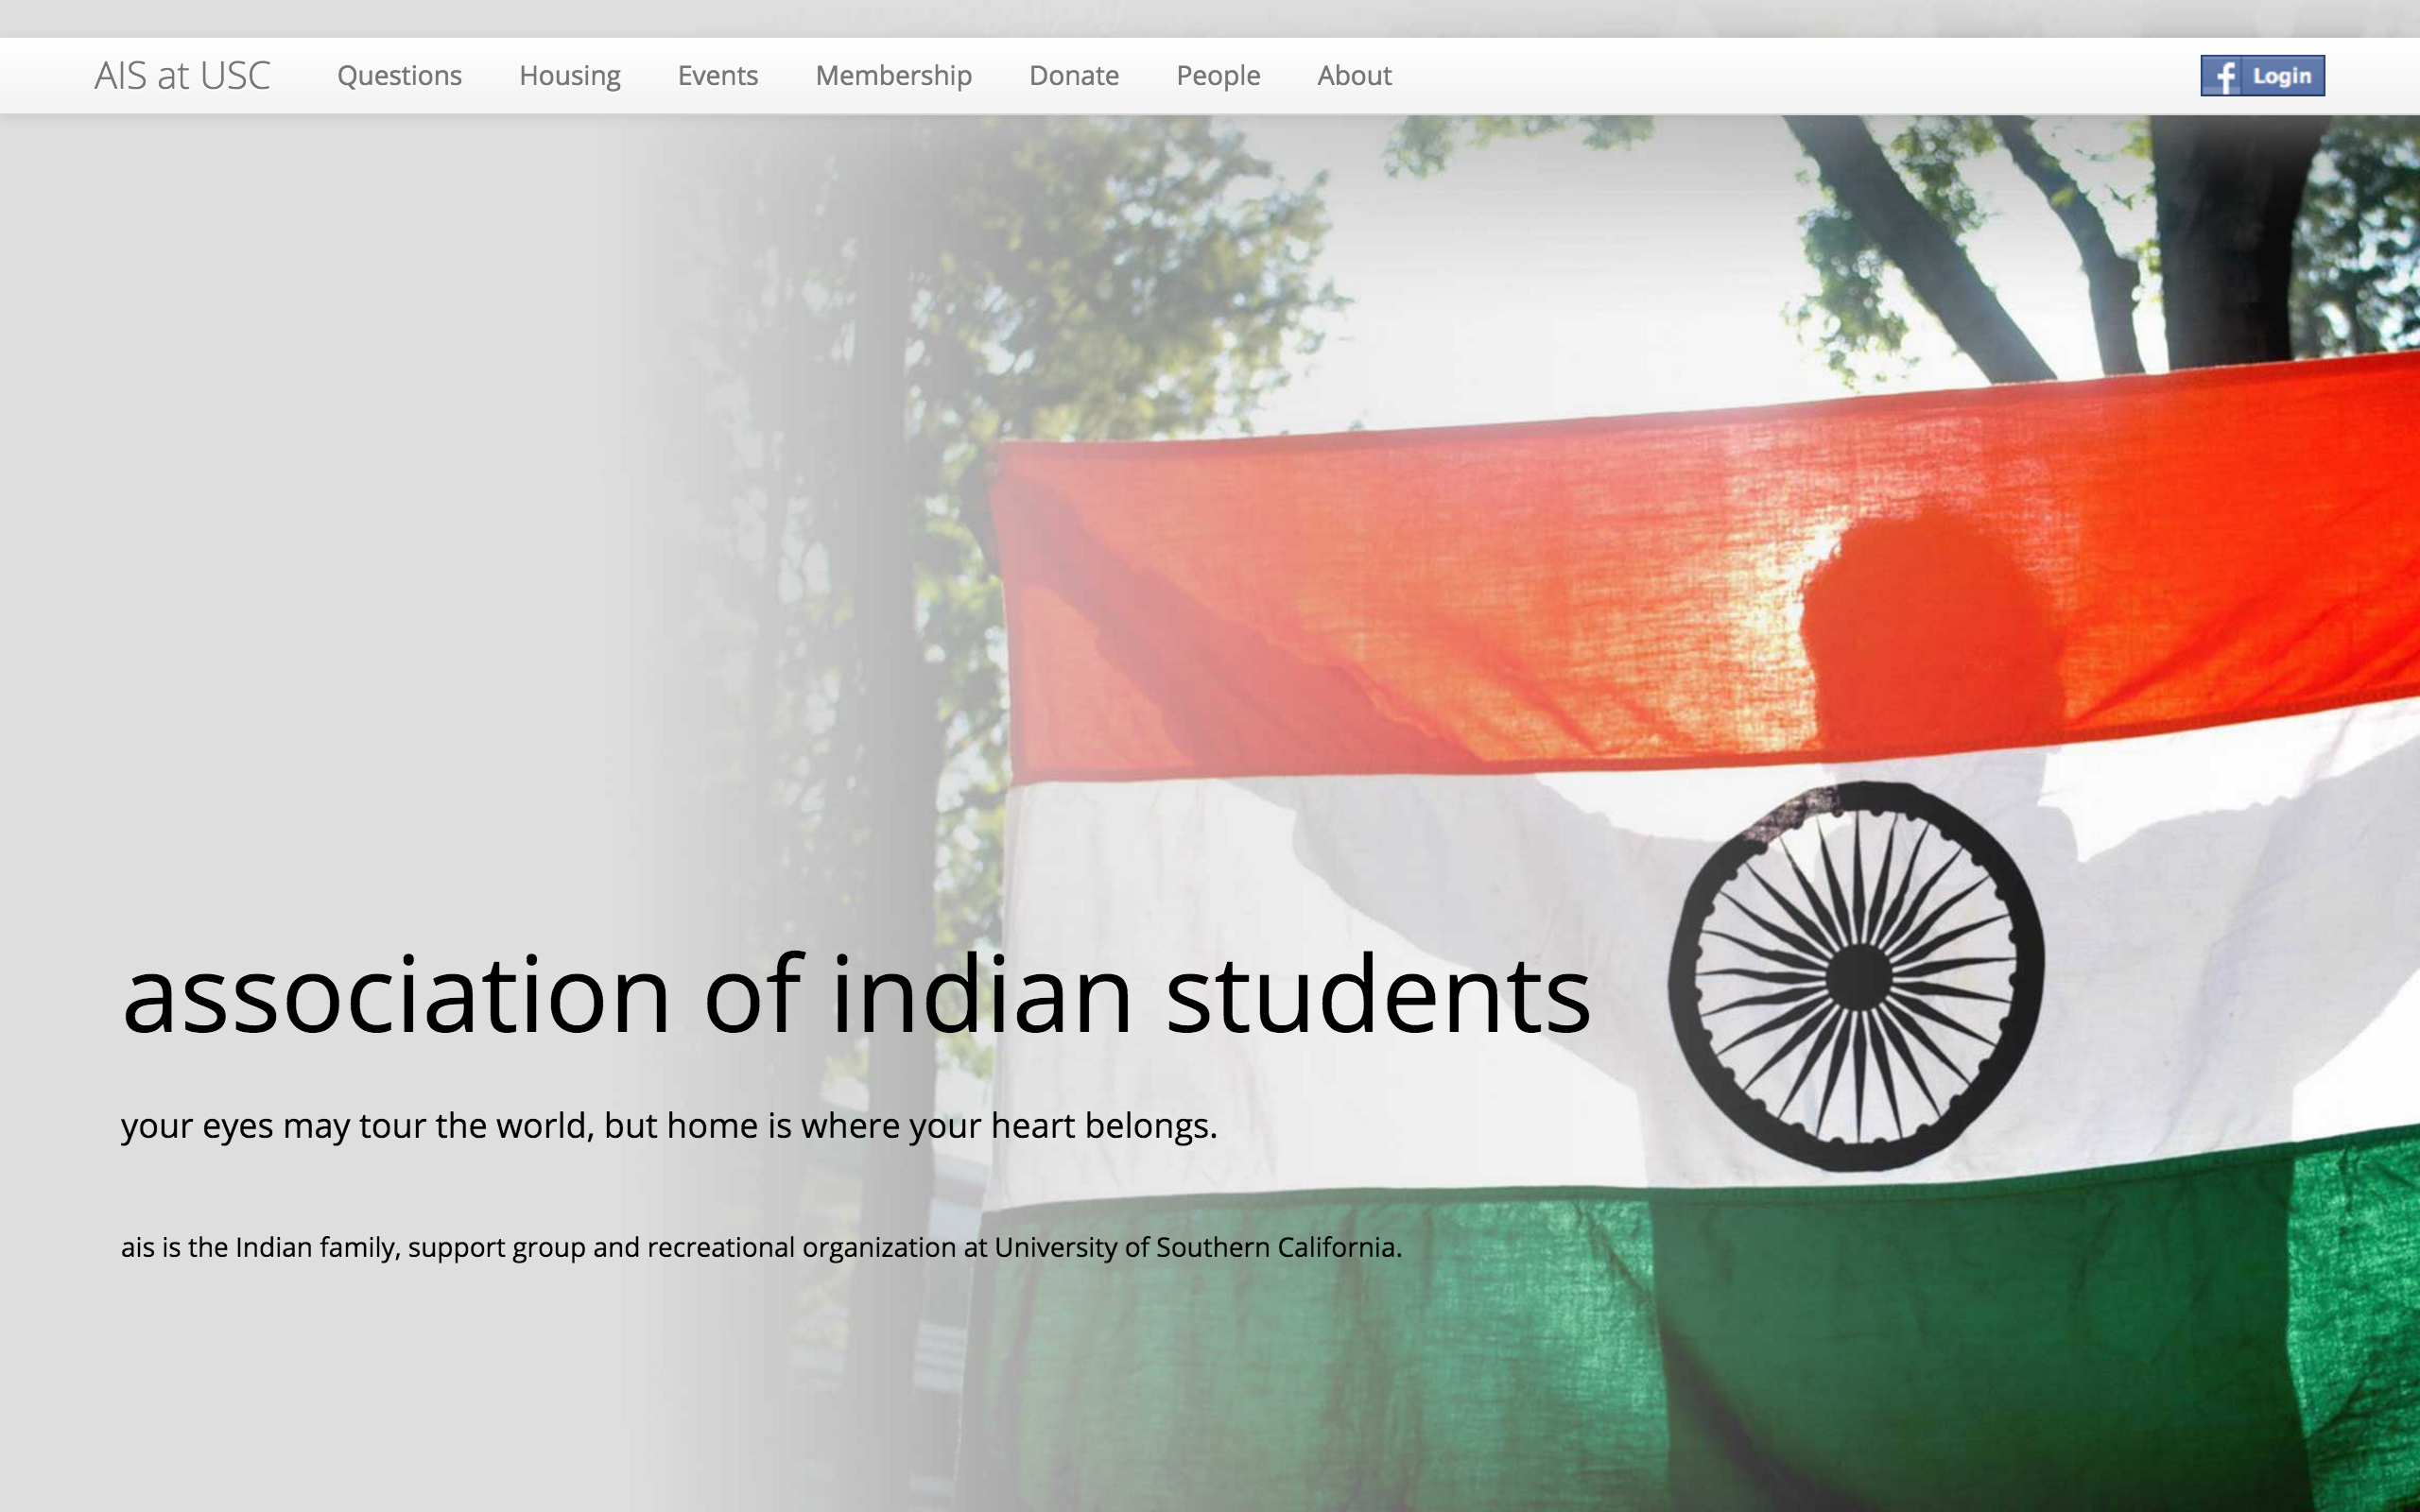 AIS at USC
Questions
Housing
Events
Membership
Donate
People
About
f Login
association of indian students
your eyes may tour the world, but home is where your heart belongs.
ais is the Indian family, support group and recreational organization at University of Southern California.